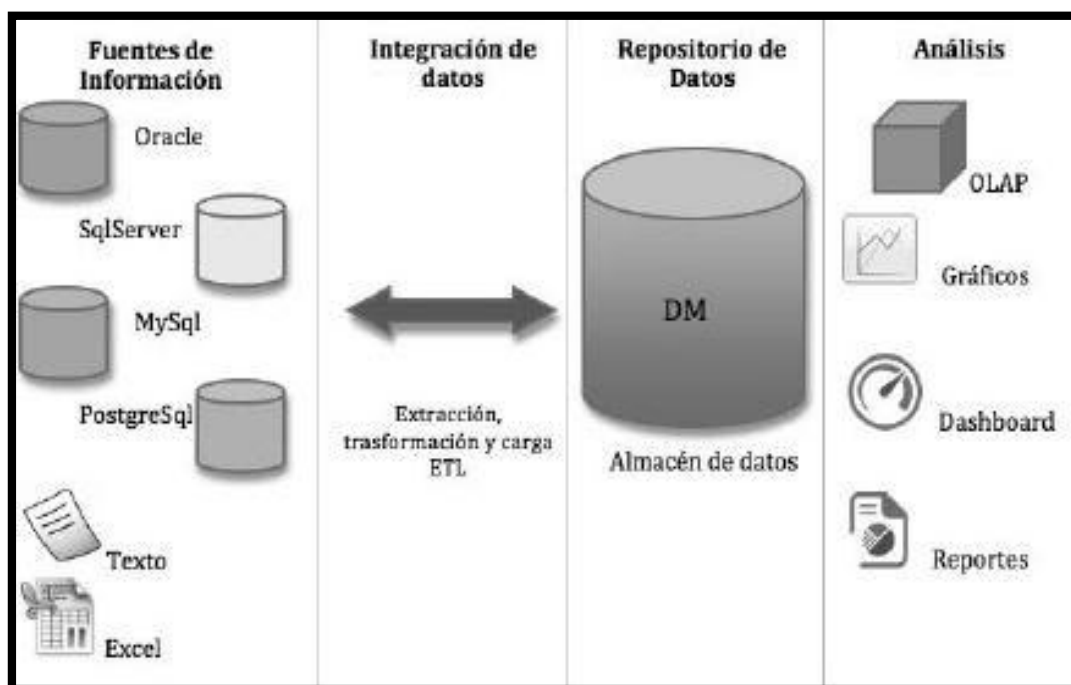 Fuentes de
Información
Oracle
SqlServer
MySql
PostgreSql
Texto
Excel
Integración de
datos
Extracción,
trasformación y carga
ETL
Repositorio de
Datos
DM
Almacén de datos
Análisis
OLAP
Gráficos
Dashboard
Reportes